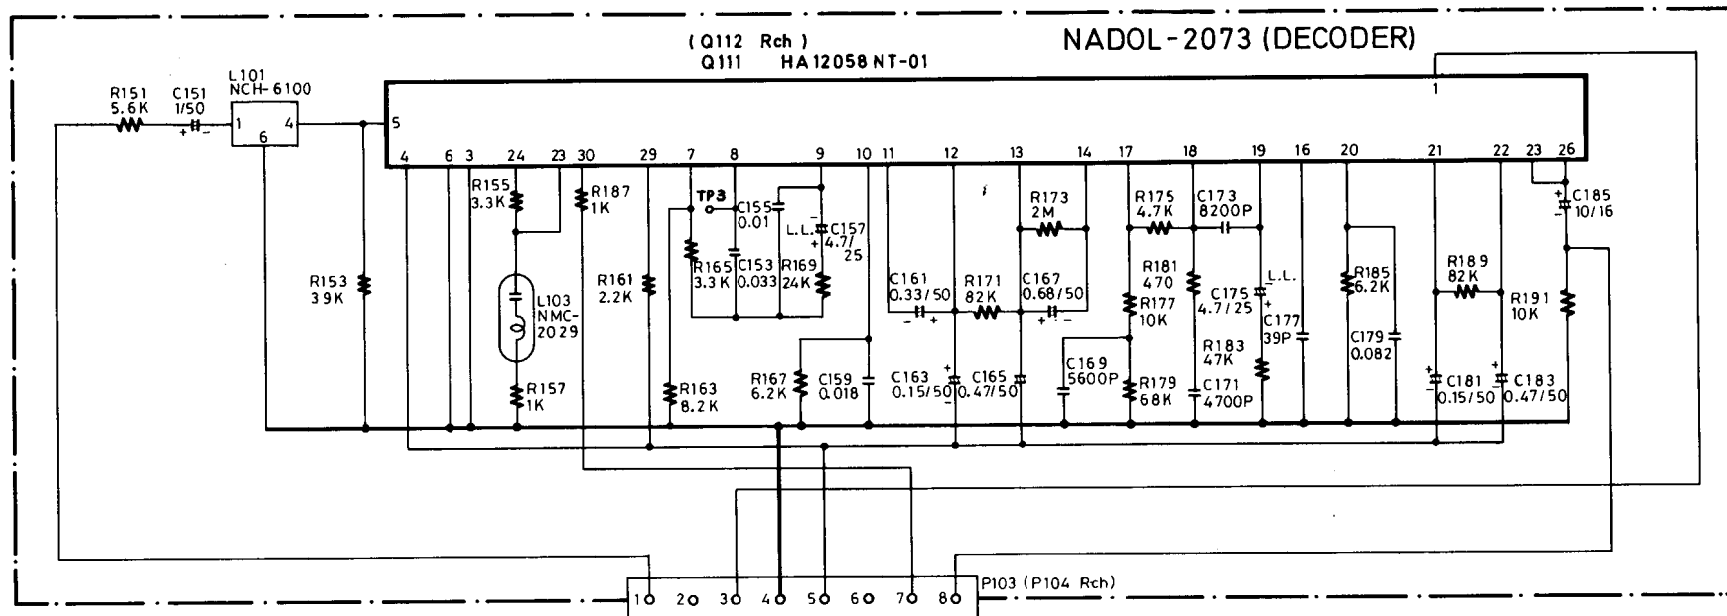 ( Q112 Rch )
Q111 HA12058 NT-01
NADOL-2073 (DECODER)
L101
NCH-6100
R151
5.6K
C151
1/50
+ -
1 4
6
5
1
4 6 3 24 23 30 29 7 8 9 10 11 12 13 14 17 18 19 16 20 21 22 23 26
R155
3.3K
R187
1K
TP3
C155
0.01
L.L.
-
+
C157
4.7/
25
R173
2M
R175
4.7K
C173
8200P
+
-
C185
10/16
R153
39K
L103
NMC-
2029
R161
2.2K
R165
3.3K
C153
0.033
R169
24K
C161
0.33/50
- +
R171
82K
C167
0.68/50
+ -
R181
470
R177
10K
C175
4.7/25
L.L.
-
+
C177
39P
R185
6.2K
C179
0.082
R189
82K
R191
10K
R157
1K
R163
8.2K
R167
6.2K
C159
0.018
C163
0.15/50
+
-
C165
0.47/50
C169
5600P
R179
68K
R183
47K
C171
4700P
+
-
C181
0.15/50
+
-
C183
0.47/50
P103 (P104 Rch)
1 2 3 4 5 6 7 8